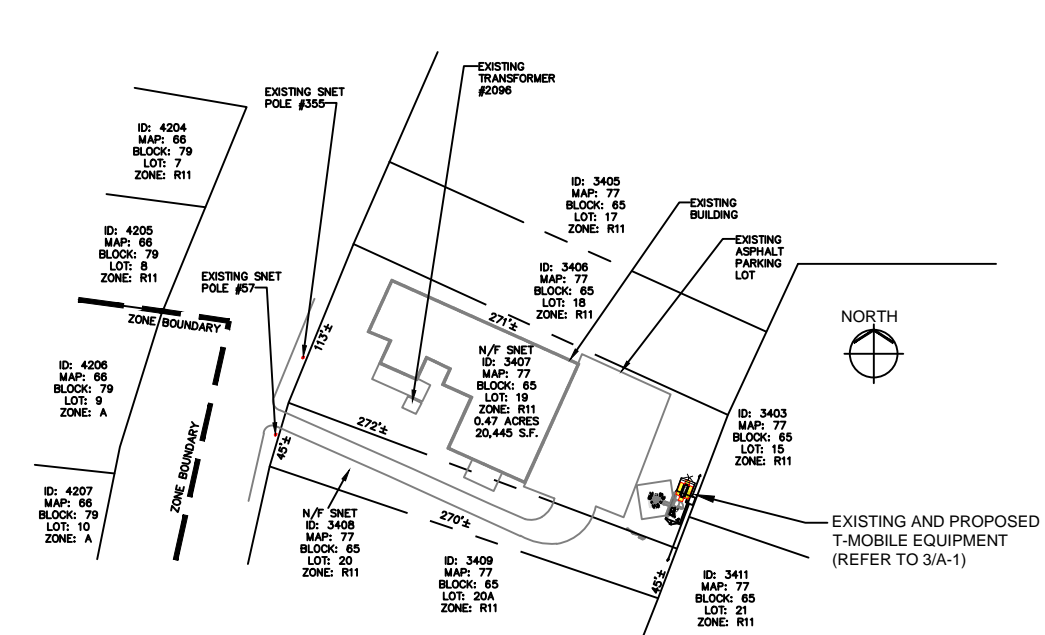 EXISTING
TRANSFORMER
#2096
EXISTING SNET
POLE #355
ID: 4204
MAP: 66
BLOCK: 79
LOT: 7
ZONE: R11
ID: 3405
MAP: 77
BLOCK: 65
LOT: 17
ZONE: R11
EXISTING
BUILDING
ID: 4205
MAP: 66
BLOCK: 79
LOT: 8
ZONE: R11
EXISTING
ASPHALT
PARKING
LOT
EXISTING SNET
POLE #57
ID: 3406
MAP: 77
BLOCK: 65
LOT: 18
ZONE: R11
ZONE BOUNDARY
113'±
271'±
NORTH
N/F SNET
ID: 3407
MAP: 77
BLOCK: 65
LOT: 19
ZONE: R11
0.47 ACRES
20,445 S.F.
ID: 4206
MAP: 66
BLOCK: 79
LOT: 9
ZONE: A
272'±
ID: 3403
MAP: 77
BLOCK: 65
LOT: 15
ZONE: R11
ZONE BOUNDARY
45'±
ID: 4207
MAP: 66
BLOCK: 79
LOT: 10
ZONE: A
N/F SNET
ID: 3408
MAP: 77
BLOCK: 65
LOT: 20
ZONE: R11
270'±
EXISTING AND PROPOSED
T-MOBILE EQUIPMENT
(REFER TO 3/A-1)
ID: 3409
MAP: 77
BLOCK: 65
LOT: 20A
ZONE: R11
45'±
ID: 3411
MAP: 77
BLOCK: 65
LOT: 21
ZONE: R11